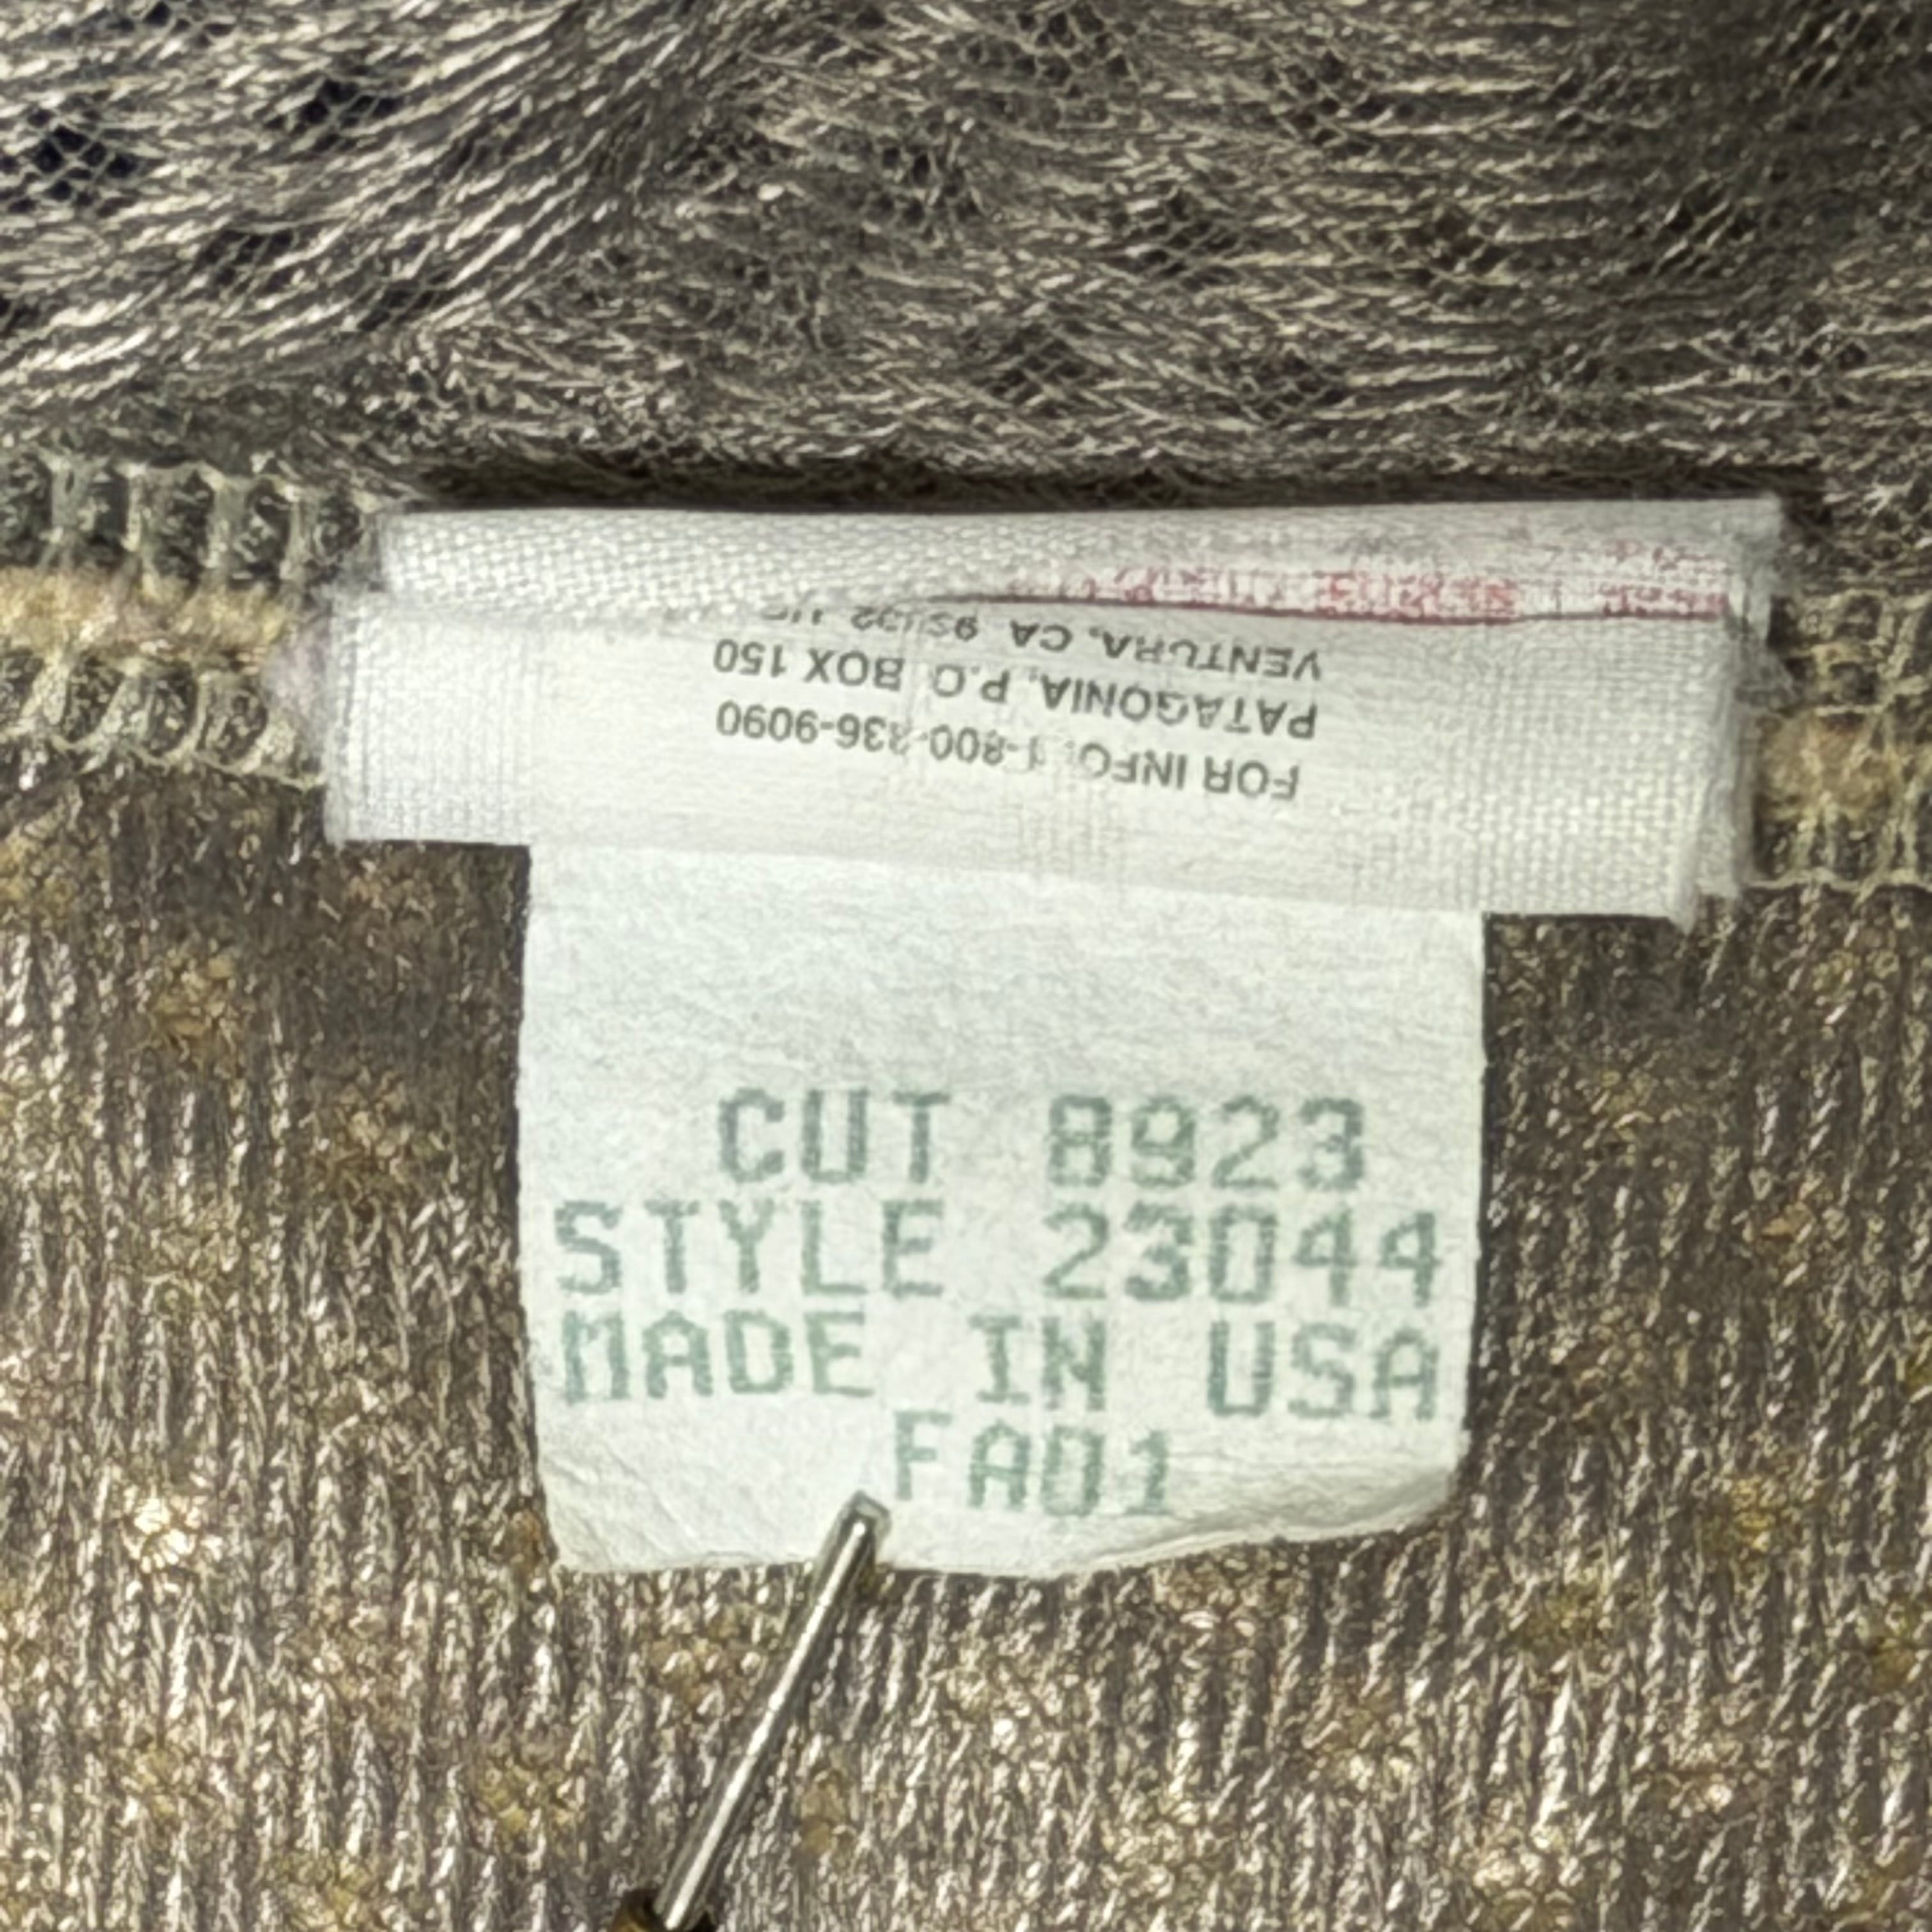 FOR INFO: 1-800-336-9090
PATAGONIA, P.O. BOX 150
VENTURA, CA
CUT 8923
STYLE 23044
MADE IN USA
FA01